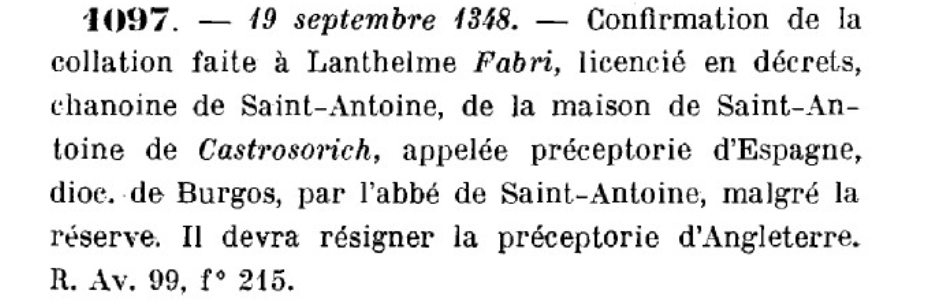 1097. — 19 septembre 1348. — Confirmation de la
collation faite à Lanthelme Fabri, licencié en décrets,
chanoine de Saint-Antoine, de la maison de Saint-An-
toine de Castrosorich, appelée préceptorie d'Espagne,
dioc. de Burgos, par l'abbé de Saint-Antoine, malgré la
réserve. Il devra résigner la préceptorie d'Angleterre.
R. Av. 99, f° 215.